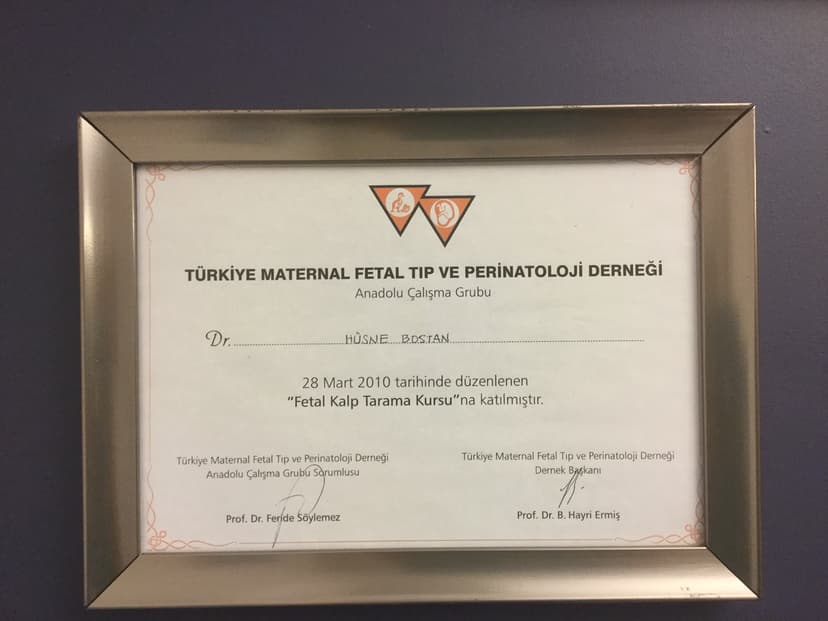 TÜRKİYE MATERNAL FETAL TIP VE PERİNATOLOJİ DERNEĞİ
Anadolu Çalışma Grubu
Dr. HÜSNE BOSTAN
28 Mart 2010 tarihinde düzenlenen
“Fetal Kalp Tarama Kursu”na katılmıştır.
Türkiye Maternal Fetal Tıp ve Perinatoloji Derneği
Anadolu Çalışma Grubu Sorumlusu
Prof. Dr. Feride Söylemez
Türkiye Maternal Fetal Tıp ve Perinatoloji Derneği
Dernek Başkanı
Prof. Dr. B. Hayri Ermiş